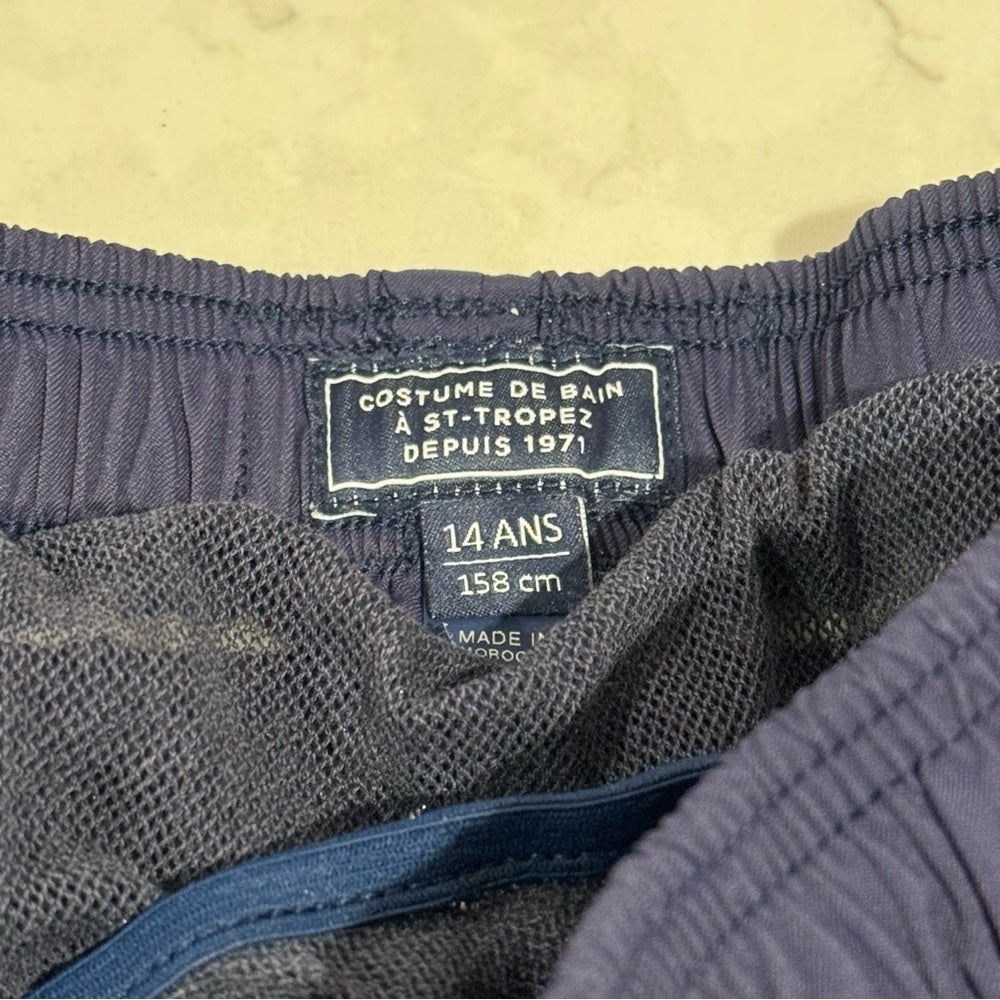 COSTUME DE BAIN
À ST-TROPEZ
DEPUIS 1971
14 ANS
158 cm
MADE IN